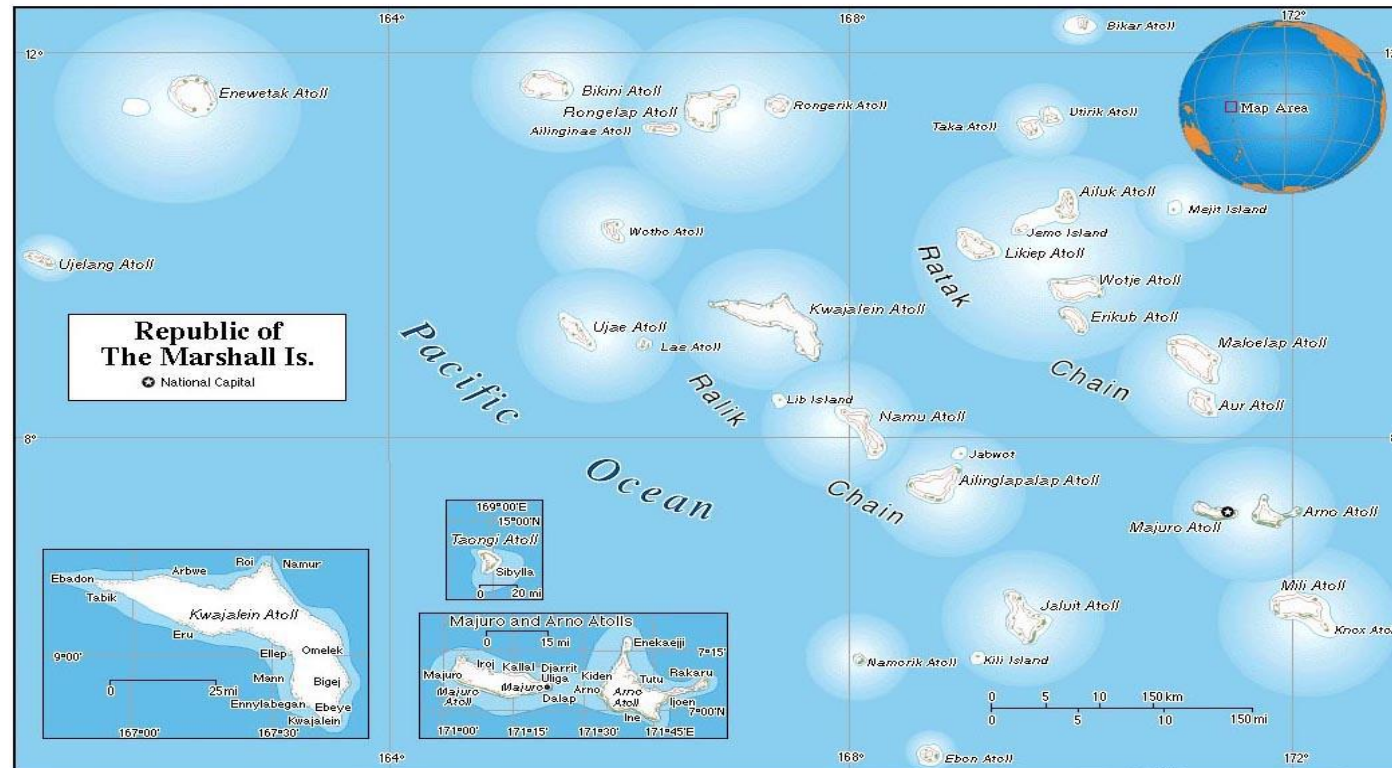 164°
168°
172°
Bikar Atoll
12°
12
Enewetak Atoll
Bikini Atoll
Rongelap Atoll
Rongerik Atoll
Ailinginae Atoll
Taka Atoll
Utirik Atoll
Map Area
Ailuk Atoll
Mejit Island
Jemo Island
Likiep Atoll
Wotho Atoll
Ujelang Atoll
Ratak
Wotje Atoll
Kwajalein Atoll
Erikub Atoll
Ujae Atoll
Lae Atoll
Maloelap Atoll
Republic of
The Marshall Is.
National Capital
Pacific
Ralik
Chain
Lib Island
Namu Atoll
Aur Atoll
8°
8
Jabwot
Ailinglapalap Atoll
Ocean
Chain
Majuro Atoll
Arno Atoll
169°00'E
15°00'N
Taongi Atoll
Sibylla
0 20 mi
Mili Atoll
Knox Ato
Jaluit Atoll
Namorik Atoll
Kili Island
Ebadon
Arbwe
Roi
Namur
Tabik
Kwajalein Atoll
Eru
9°00'
Ellep
Omelek
Mann
Bigej
0 25 mi
Ennylabegan
Ebeye
Kwajalein
167°00'
167°30'
Majuro and Arno Atolls
0 15 mi
Enekaejji
7°15'
Majuro
Iroj
Kallal
Djarrit
Uliga
Kiden
Tutu
Rakaru
Majuro
Atoll
Majuro
Dalap
Arno
Arno
Atoll
Ijoen
Ine
7°00'N
171°00'
171°15'
171°30'
171°45'E
0 5 10 150 km
0 5 10 150 mi
164°
168°
172°
Ebon Atoll